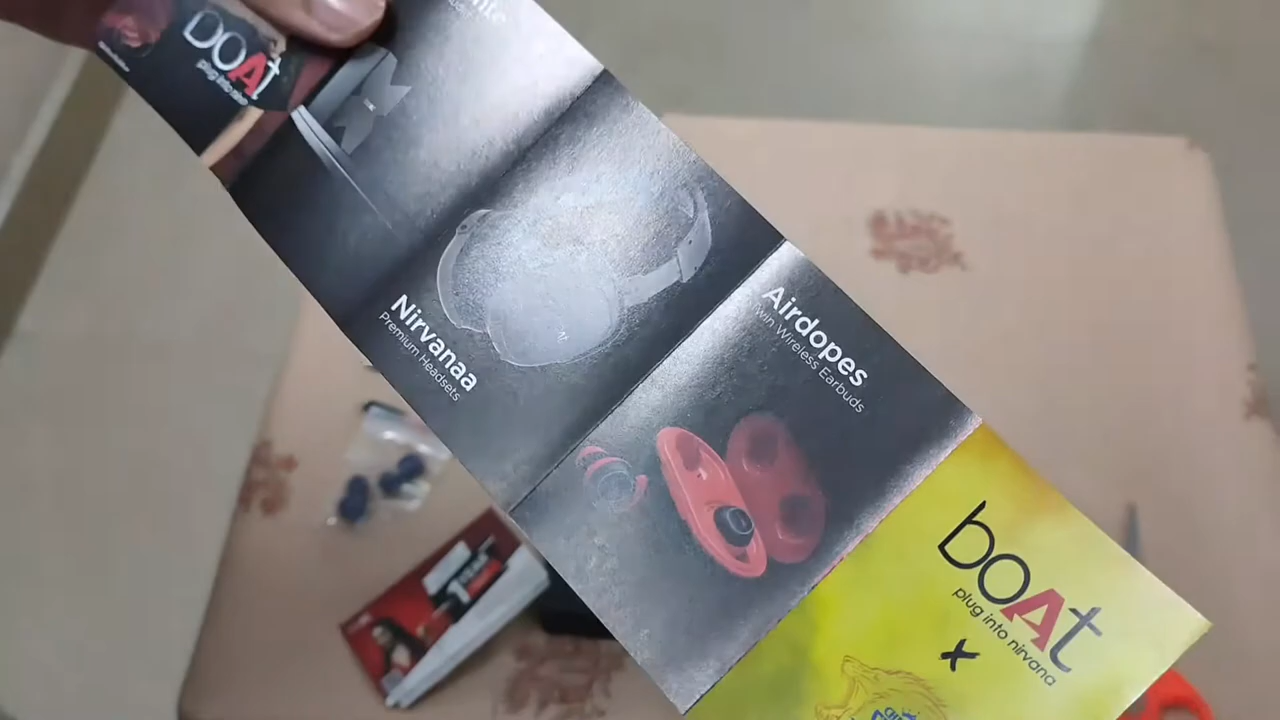 boAt
plug into nirvana
Nirvanaa
Premium Headsets
Airdopes
Twin Wireless Earbuds
boAt
plug into nirvana
x